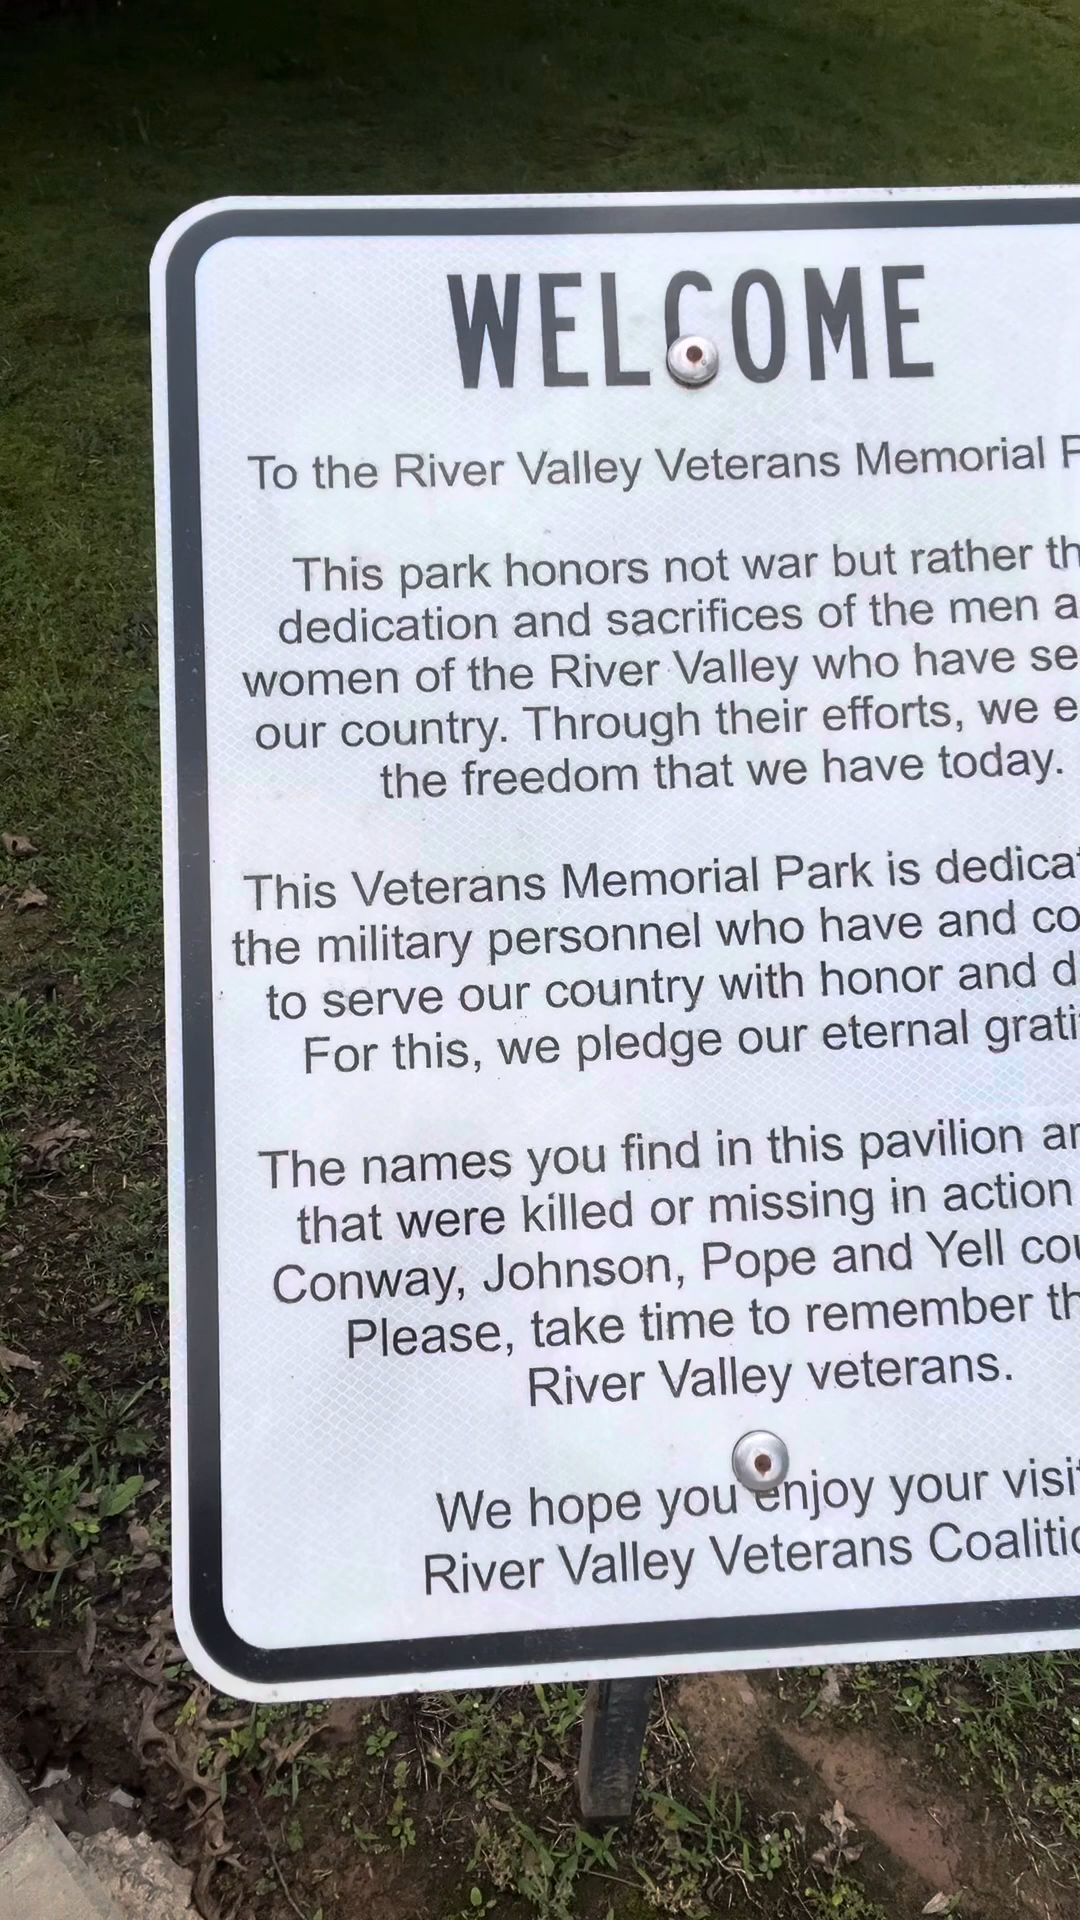 WELCOME
To the River Valley Veterans Memorial
This park honors not war but rather
dedication and sacrifices of the men
women of the River Valley who have
our country. Through their efforts, we
the freedom that we have today.
This Veterans Memorial Park is
the military personnel who have and
to serve our country with honor and
For this, we pledge our eternal
The names you find in this pavilion
that were killed or missing in action
Conway, Johnson, Pope and Yell
Please, take time to remember
River Valley veterans.
We hope you enjoy your
River Valley Veterans